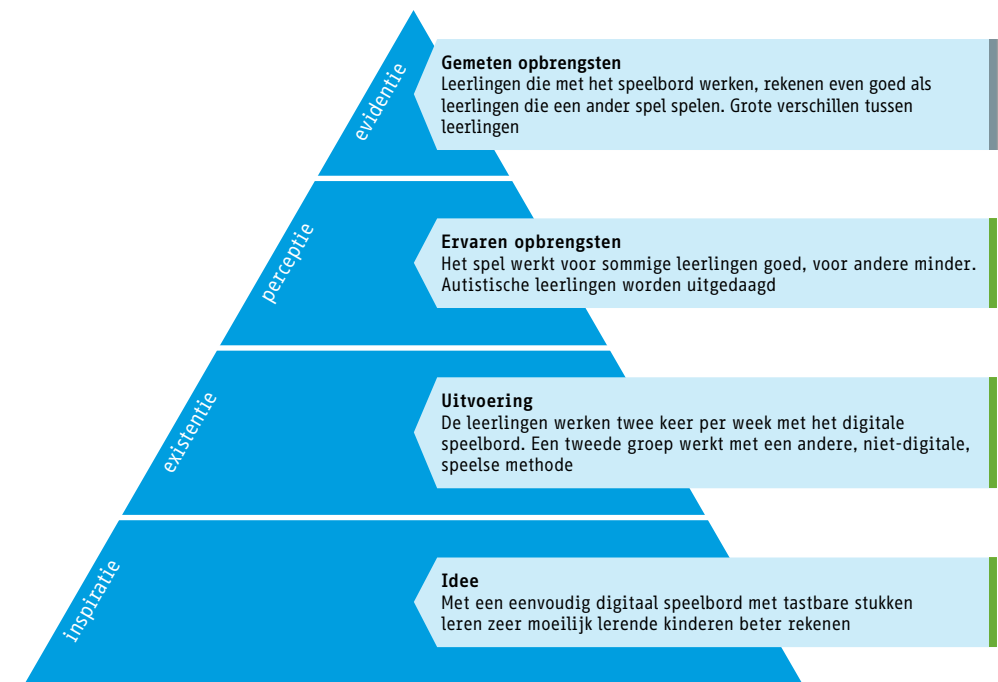 evidentie
Gemeten opbrengsten
Leerlingen die met het speelbord werken, rekenen even goed als
leerlingen die een ander spel spelen. Grote verschillen tussen
leerlingen
perceptie
Ervaren opbrengsten
Het spel werkt voor sommige leerlingen goed, voor andere minder.
Autistische leerlingen worden uitgedaagd
existentie
Uitvoering
De leerlingen werken twee keer per week met het digitale
speelbord. Een tweede groep werkt met een andere, niet-digitale,
speelse methode
inspiratie
Idee
Met een eenvoudig digitaal speelbord met tastbare stukken
leren zeer moeilijk lerende kinderen beter rekenen